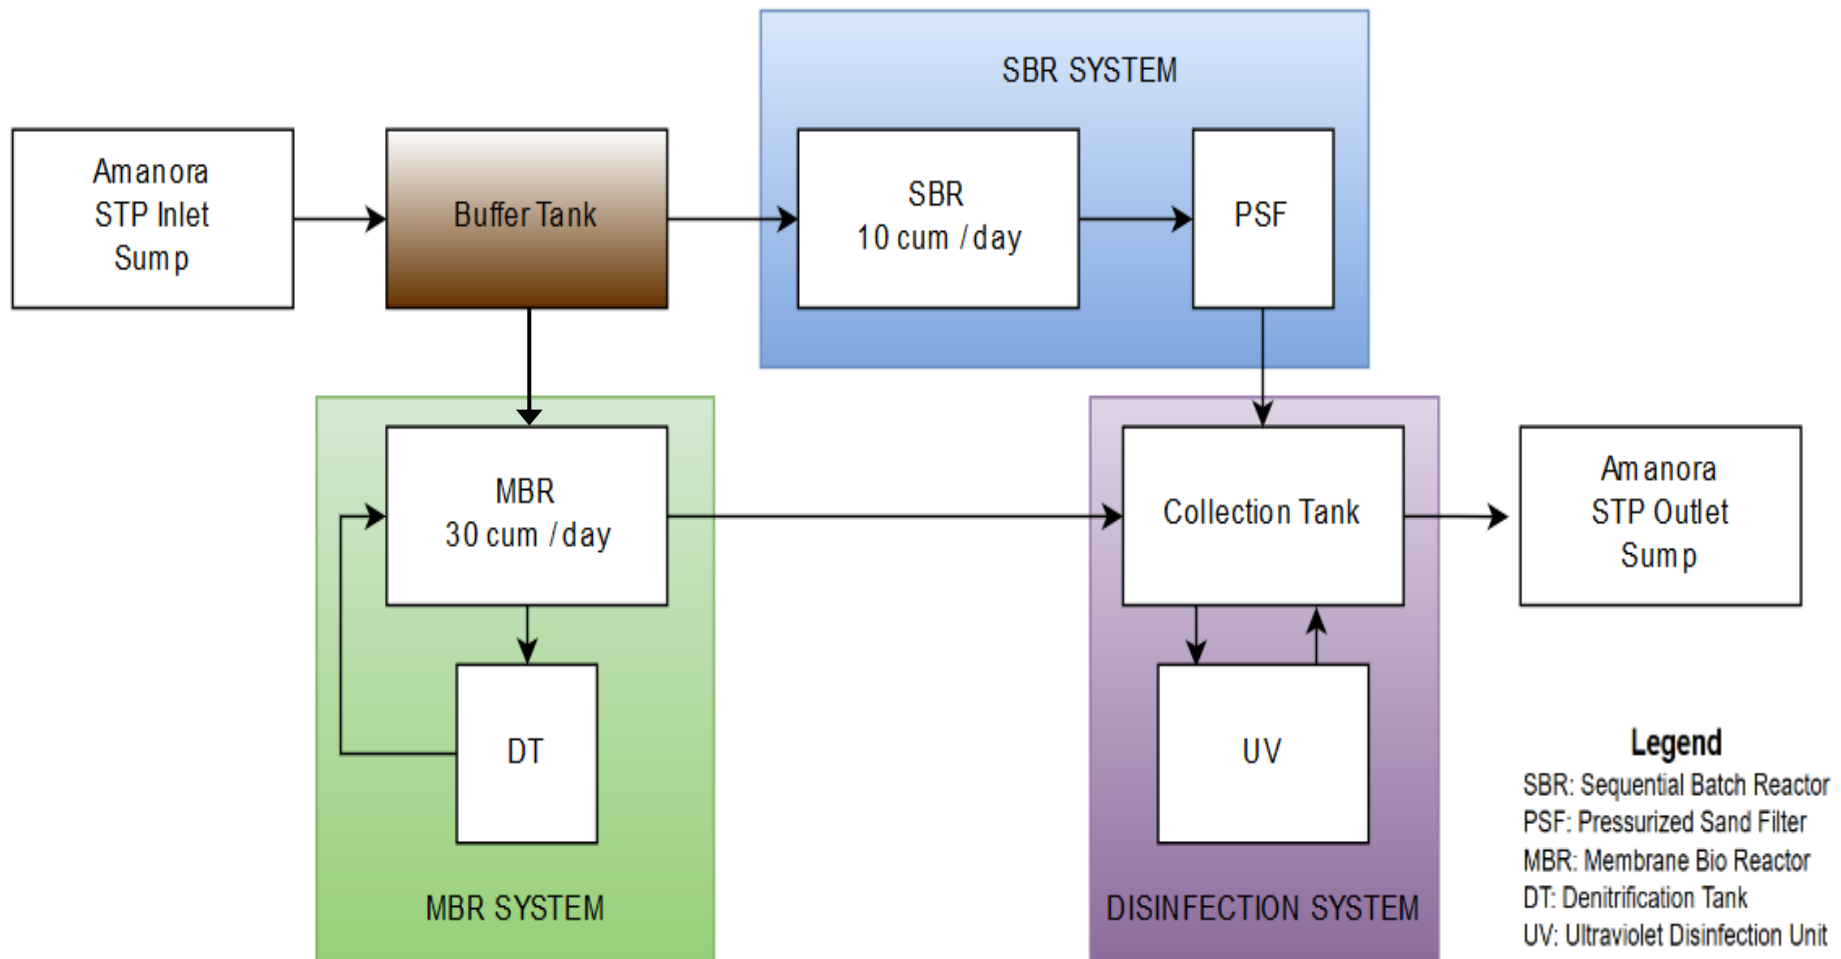 SBR SYSTEM
Amanora
STP Inlet
Sump
Buffer Tank
SBR
10 cum / day
PSF
MBR
30 cum / day
Collection Tank
Amanora
STP Outlet
Sump
DT
UV
MBR SYSTEM
DISINFECTION SYSTEM
Legend
SBR: Sequential Batch Reactor
PSF: Pressurized Sand Filter
MBR: Membrane Bio Reactor
DT: Denitrification Tank
UV: Ultraviolet Disinfection Unit